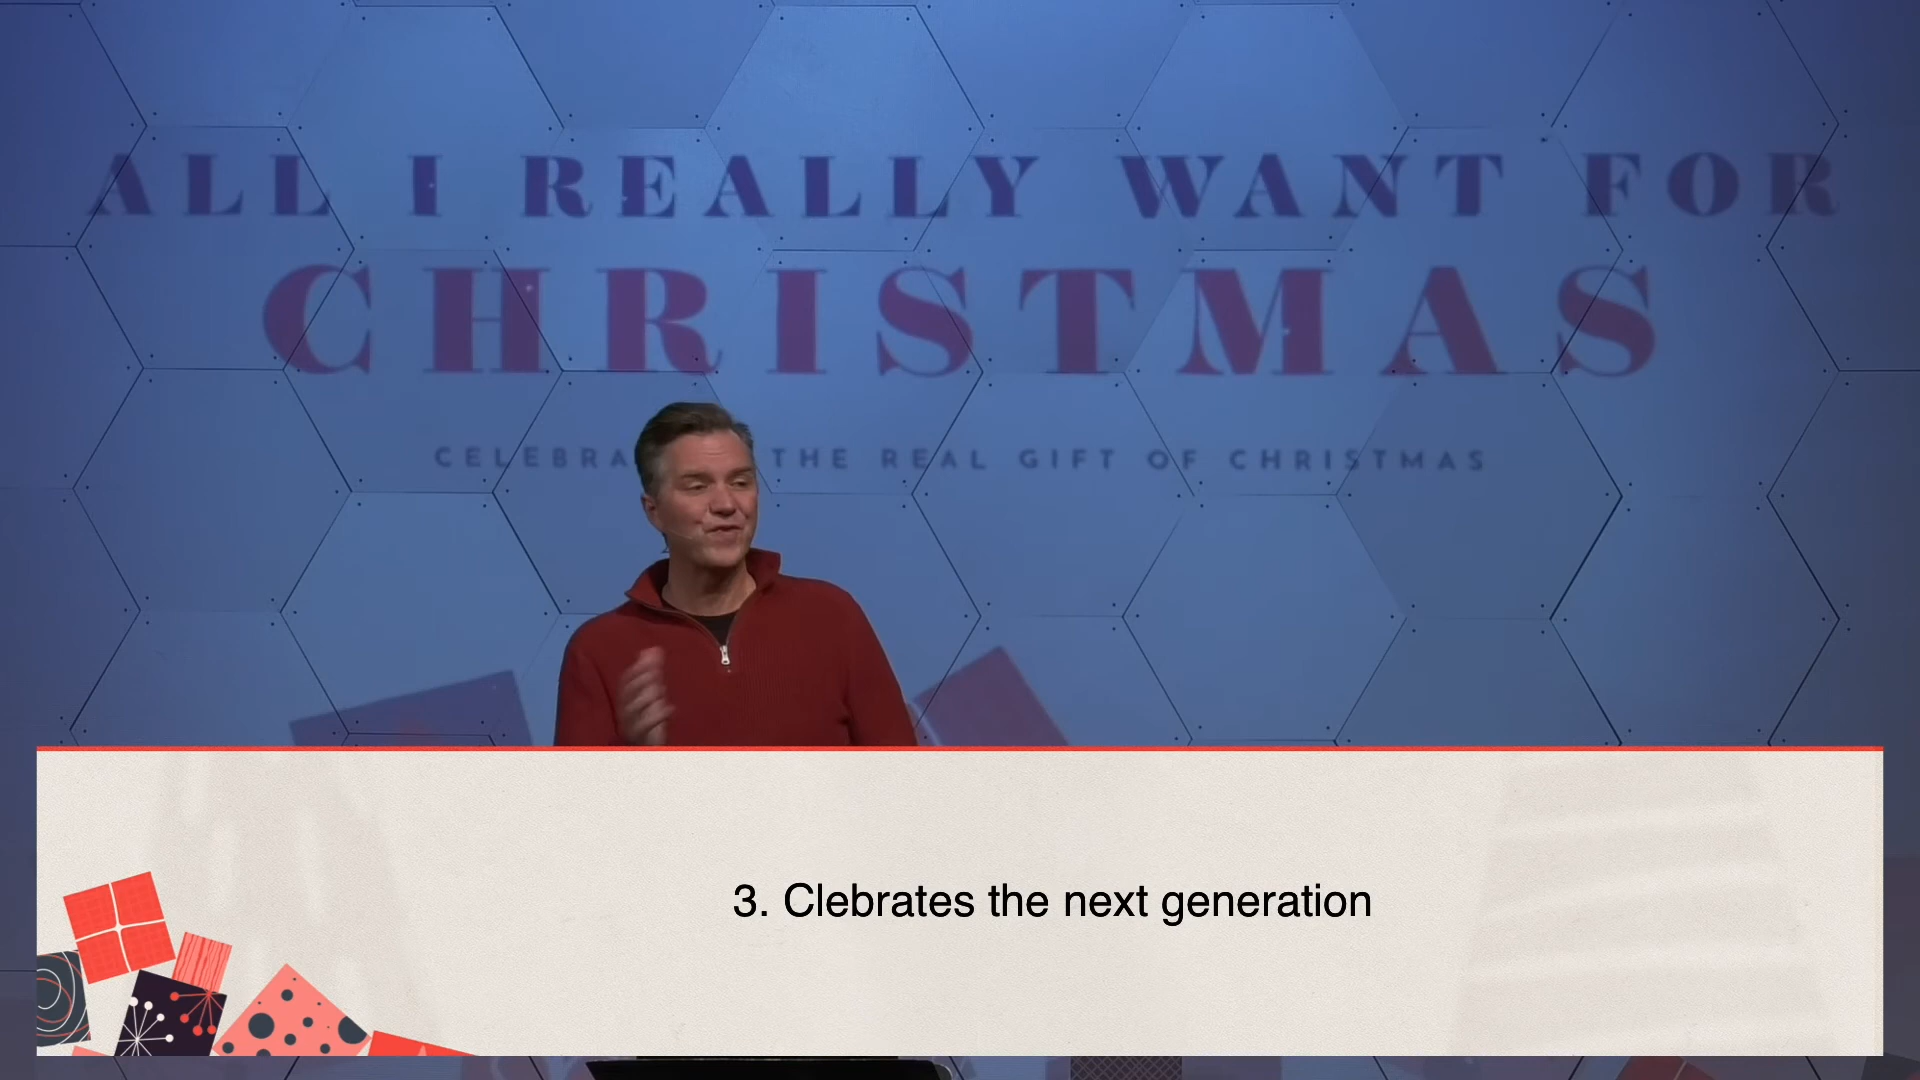 ALL I REALLY WANT FOR
CHRISTMAS
CELEBRA THE REAL GIFT OF CHRISTMAS
3. Clebrates the next generation